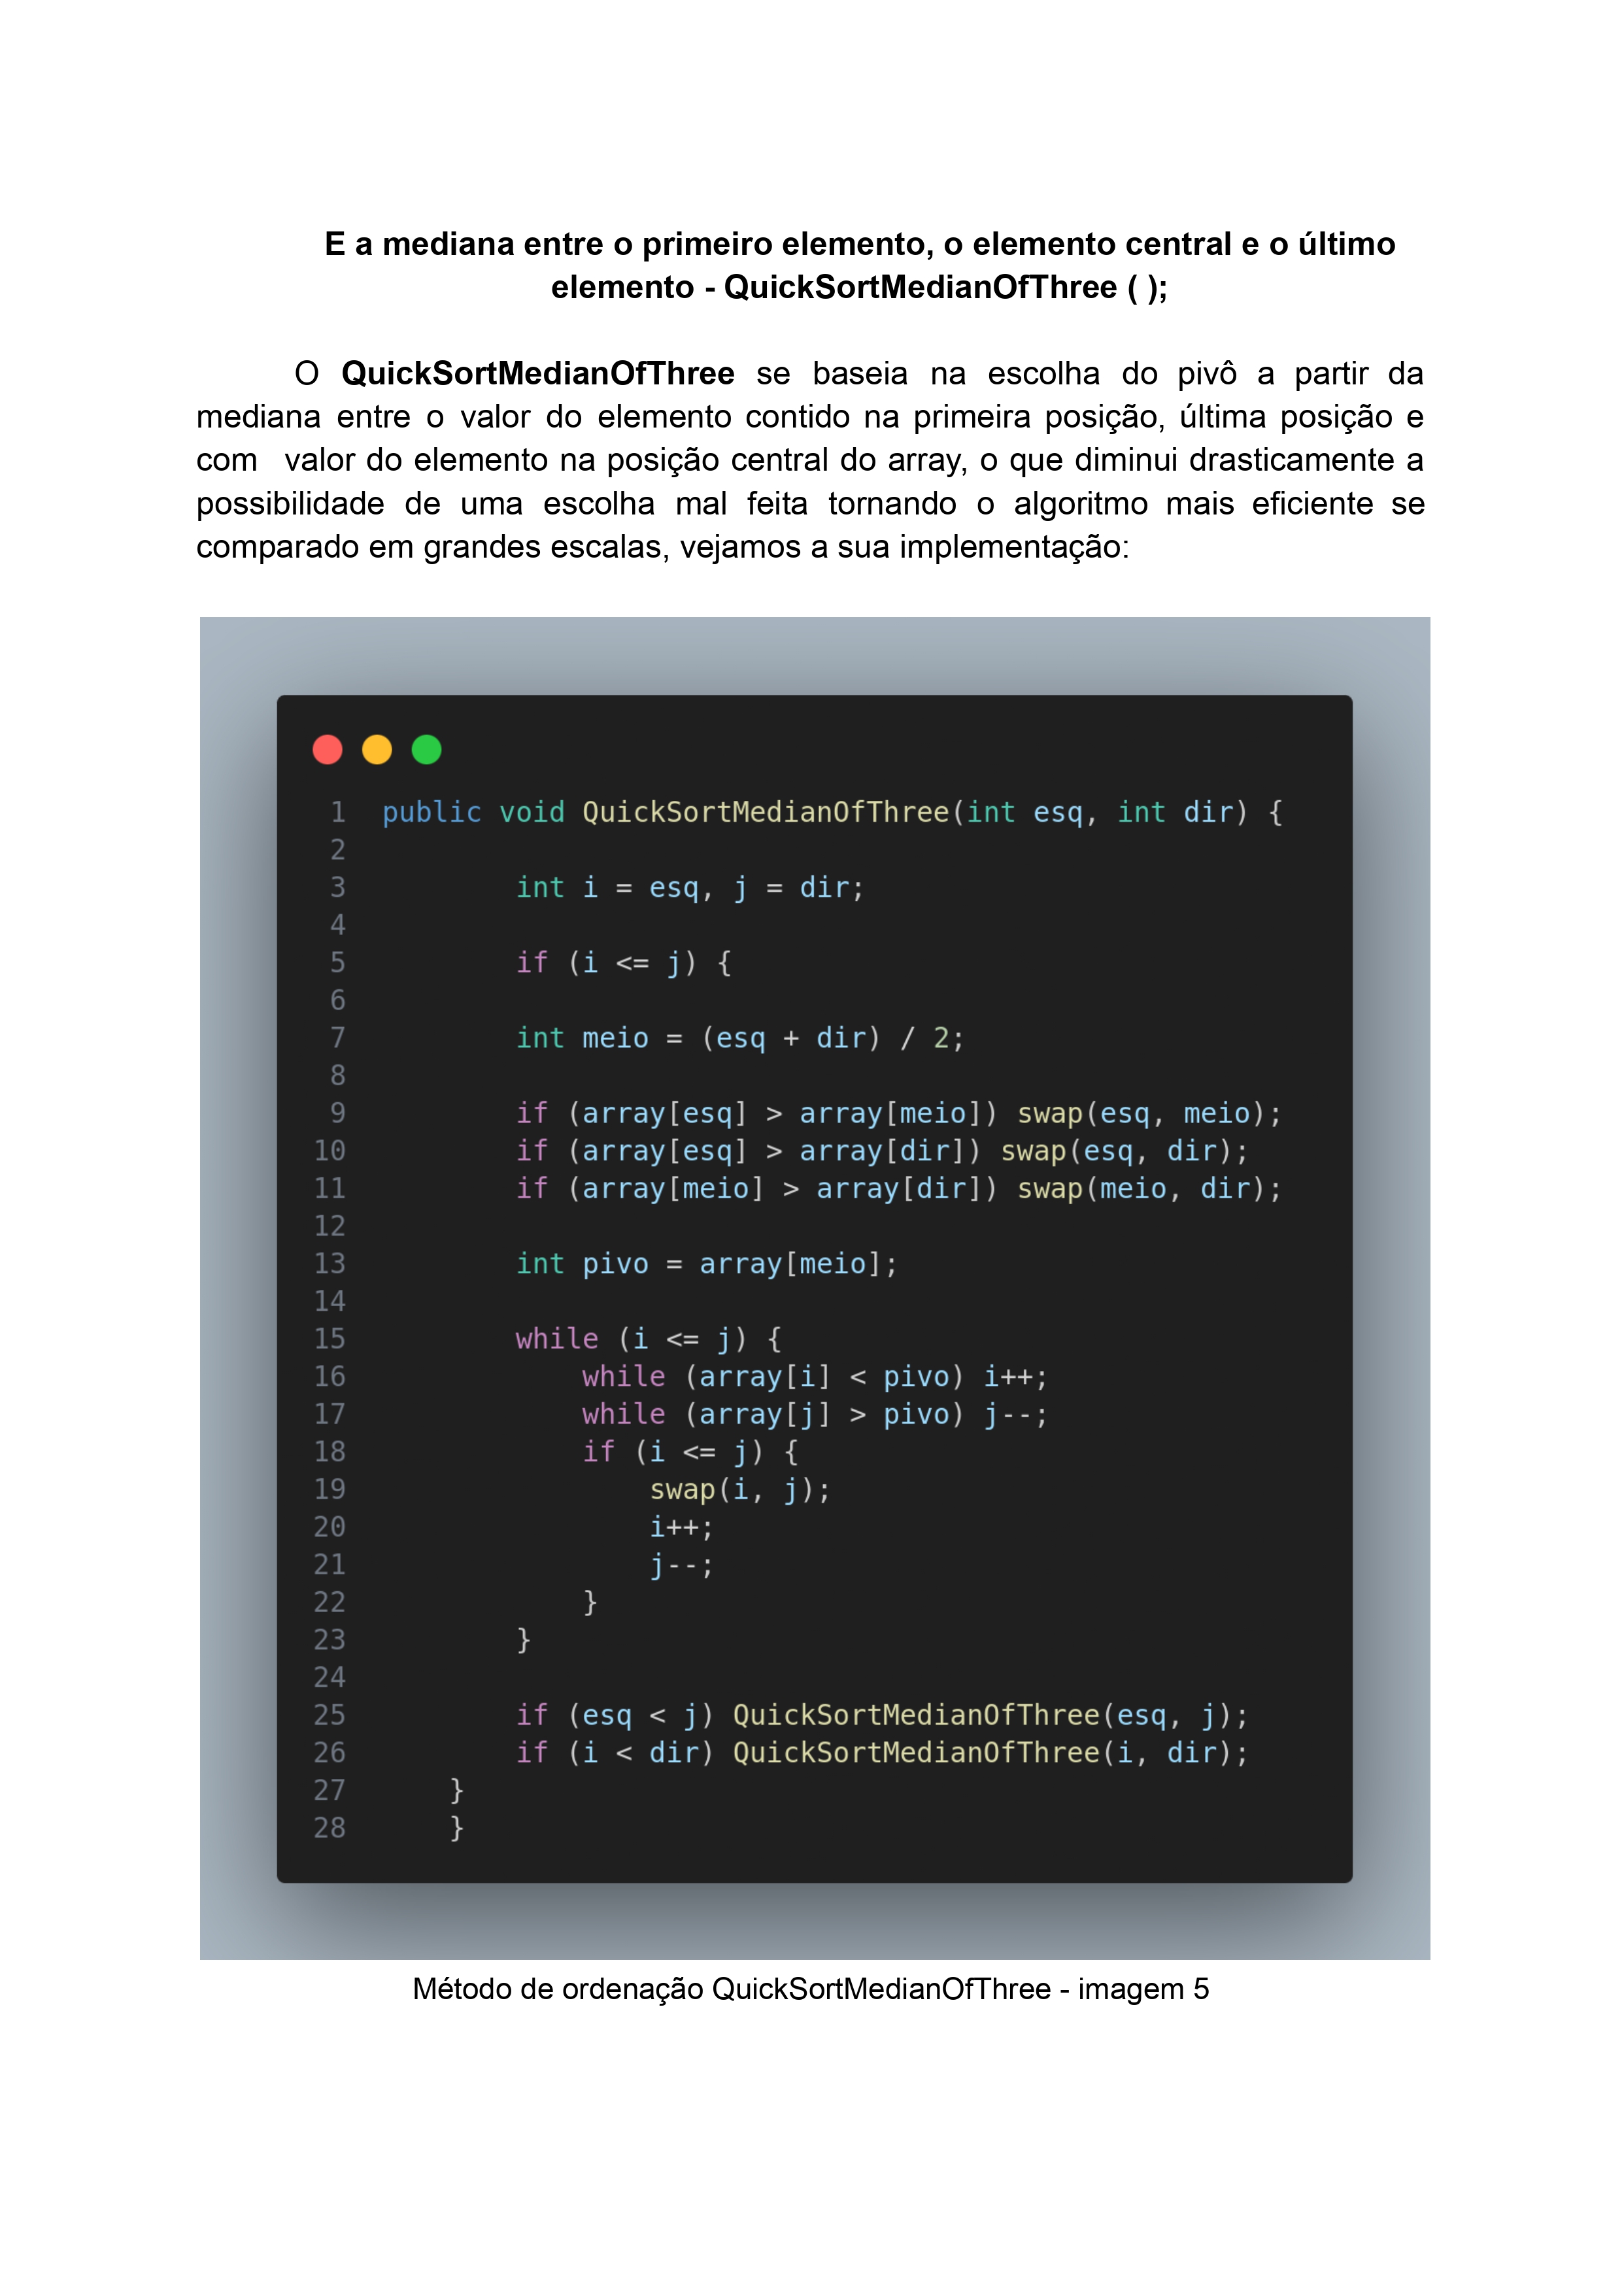 E a mediana entre o primeiro elemento, o elemento central e o último
elemento - QuickSortMedianOfThree ( );
O QuickSortMedianOfThree se baseia na escolha do pivô a partir da
mediana entre o valor do elemento contido na primeira posição, última posição e
com valor do elemento na posição central do array, o que diminui drasticamente a
possibilidade de uma escolha mal feita tornando o algoritmo mais eficiente se
comparado em grandes escalas, vejamos a sua implementação:
1 public void QuickSortMedianOfThree(int esq, int dir) {
2
3 int i = esq, j = dir;
4
5 if (i <= j) {
6
7 int meio = (esq + dir) / 2;
8
9 if (array[esq] > array[meio]) swap(esq, meio);
10 if (array[esq] > array[dir]) swap(esq, dir);
11 if (array[meio] > array[dir]) swap(meio, dir);
12
13 int pivo = array[meio];
14
15 while (i <= j) {
16 while (array[i] < pivo) i++;
17 while (array[j] > pivo) j--;
18 if (i <= j) {
19 swap(i, j);
20 i++;
21 j--;
22 }
23 }
24
25 if (esq < j) QuickSortMedianOfThree(esq, j);
26 if (i < dir) QuickSortMedianOfThree(i, dir);
27 }
28 }
Método de ordenação QuickSortMedianOfThree - imagem 5